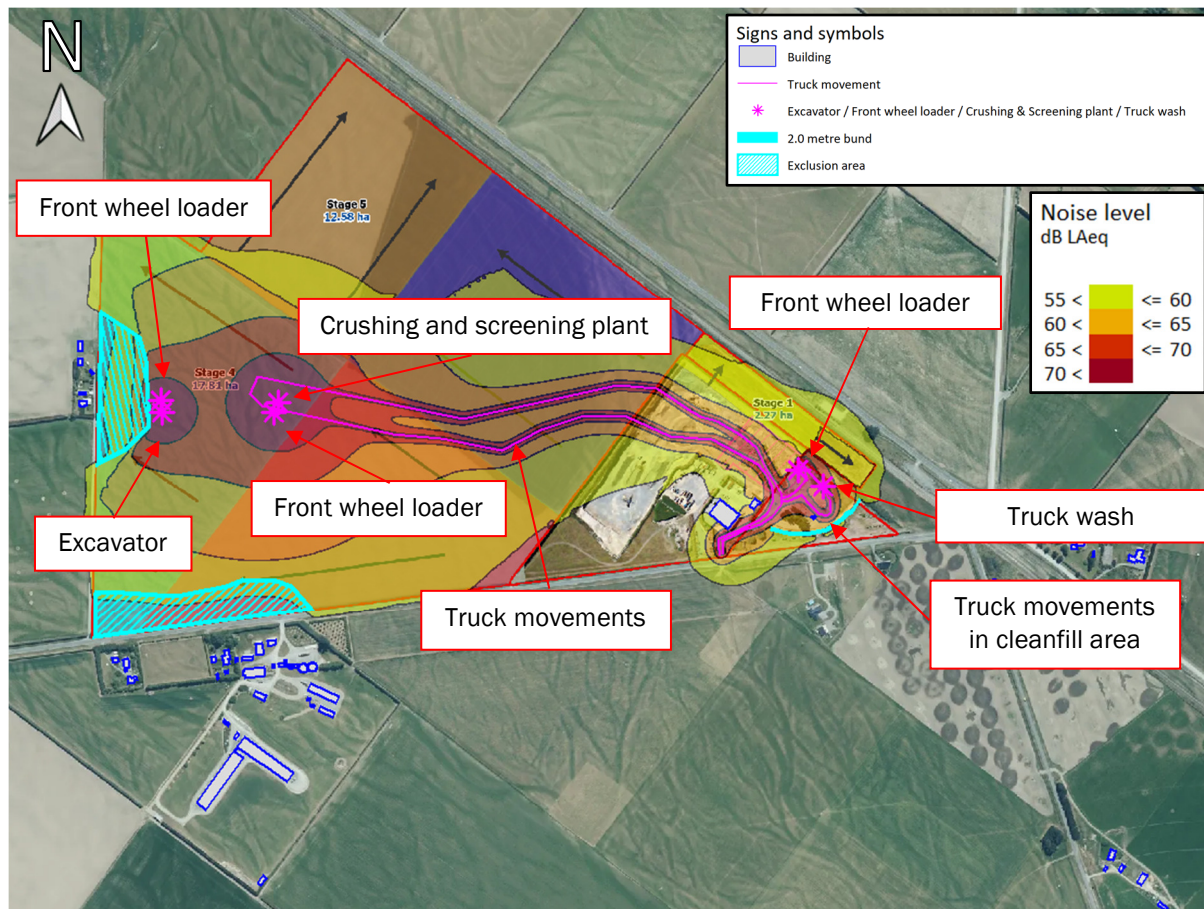 N
Signs and symbols
Building
Truck movement
Excavator / Front wheel loader / Crushing & Screening plant / Truck wash
2.0 metre bund
Exclusion area
Noise level
dB LAeq
55 < <= 60
60 < <= 65
65 < <= 70
70 <
Front wheel loader
Stage 5
12.58 ha
Crushing and screening plant
Front wheel loader
Stage 4
17.81 ha
Stage 1
2.27 ha
Front wheel loader
Excavator
Truck wash
Truck movements
Truck movements
in cleanfill area